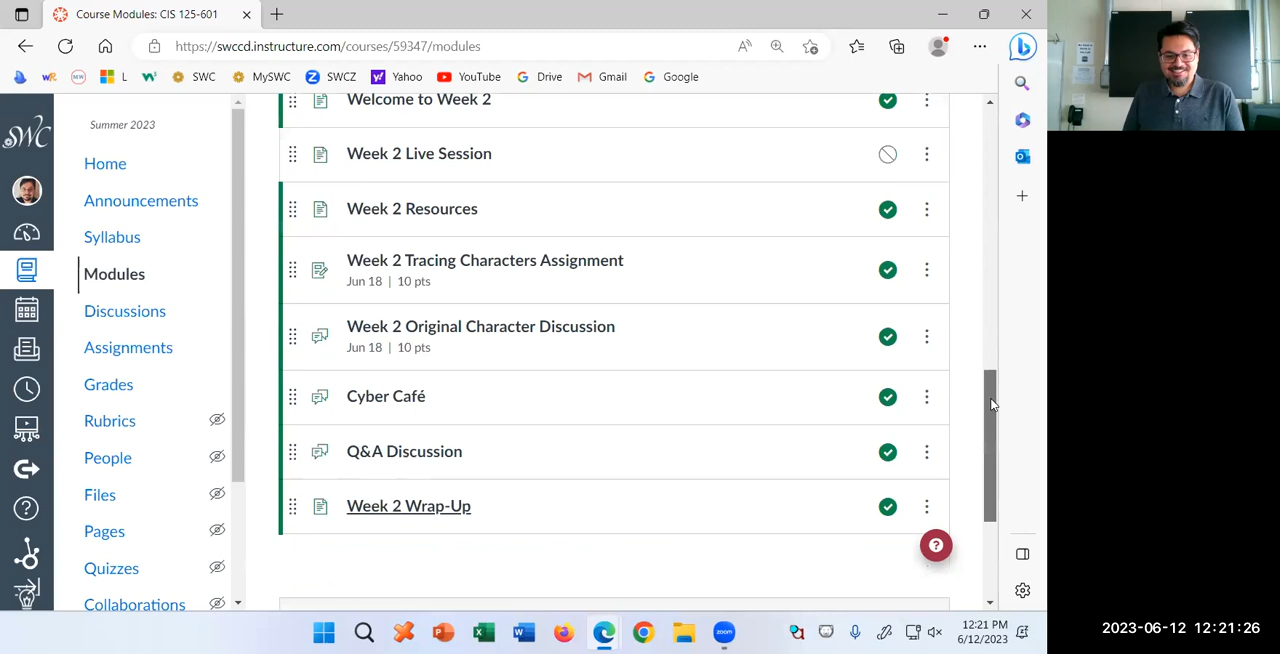 Course Modules: CIS 125-601
https://swccd.instructure.com/courses/59347/modules
L
SWC
MySWC
SWCZ
Yahoo
YouTube
Drive
Gmail
Google
SWC
Summer 2023
Home
Announcements
Syllabus
Modules
Discussions
Assignments
Grades
Rubrics
People
Files
Pages
Quizzes
Collaborations
Welcome to Week 2
Week 2 Live Session
Week 2 Resources
Week 2 Tracing Characters Assignment
Jun 18 | 10 pts
Week 2 Original Character Discussion
Jun 18 | 10 pts
Cyber Café
Q&A Discussion
Week 2 Wrap-Up
zoom
12:21 PM
6/12/2023
2023-06-12 12:21:26